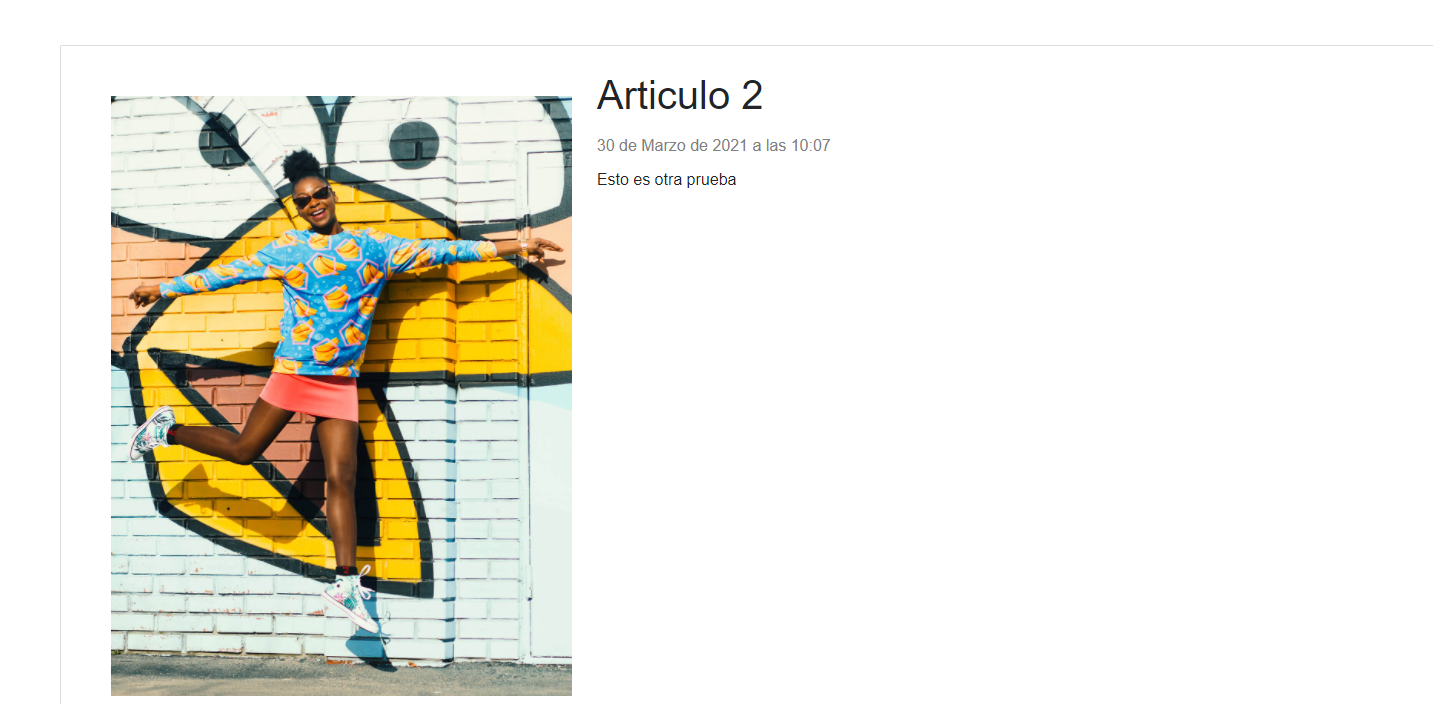 Articulo 2
30 de Marzo de 2021 a las 10:07
Esto es otra prueba